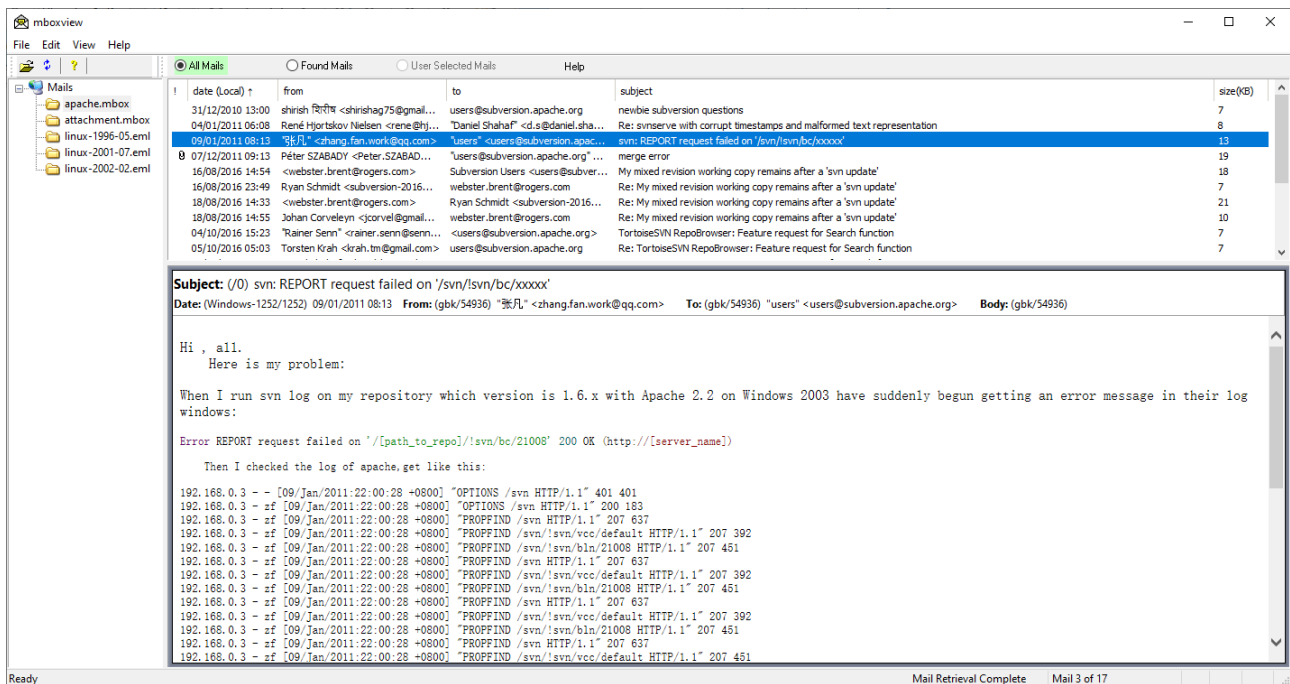 mboxview
File Edit View Help
All Mails Found Mails User Selected Mails Help
Mails
apache.mbox
attachment.mbox
linux-1996-05.eml
linux-2001-07.eml
linux-2002-02.eml
! date (Local) ↑ from to subject size(KB)
31/12/2010 13:00 shirish शिरीष <shirishag75@gmail... users@subversion.apache.org newbie subversion questions 7
04/01/2011 06:08 René Hjortskov Nielsen <rene@hj... "Daniel Shahaf" <d.s@daniel.sha... Re: svnserve with corrupt timestamps and malformed text representation 8
09/01/2011 08:13 "张凡" <zhang.fan.work@qq.com> "users" <users@subversion.apac... svn: REPORT request failed on '/svn/!svn/bc/xxxxx' 13
07/12/2011 09:13 Péter SZABADY <Peter.SZABAD... "users@subversion.apache.org" ... merge error 19
16/08/2016 14:54 <webster.brent@rogers.com> Subversion Users <users@subver... My mixed revision working copy remains after a 'svn update' 18
16/08/2016 23:49 Ryan Schmidt <subversion-2016... webster.brent@rogers.com Re: My mixed revision working copy remains after a 'svn update' 7
18/08/2016 14:33 <webster.brent@rogers.com> Ryan Schmidt <subversion-2016... Re: My mixed revision working copy remains after a 'svn update' 21
18/08/2016 14:55 Johan Corveleyn <jcorvel@gmail... webster.brent@rogers.com Re: My mixed revision working copy remains after a 'svn update' 10
04/10/2016 15:23 "Rainer Senn" <rainer.senn@senn... <users@subversion.apache.org> TortoiseSVN RepoBrowser: Feature request for Search function 7
05/10/2016 05:03 Torsten Krah <krah.tm@gmail.com> users@subversion.apache.org Re: TortoiseSVN RepoBrowser: Feature request for Search function 7
Subject: (/0) svn: REPORT request failed on '/svn/!svn/bc/xxxxx'
Date: (Windows-1252/1252) 09/01/2011 08:13 From: (gbk/54936) "张凡" <zhang.fan.work@qq.com> To: (gbk/54936) "users" <users@subversion.apache.org> Body: (gbk/54936)
Hi , all.
Here is my problem:
When I run svn log on my repository which version is 1.6.x with Apache 2.2 on Windows 2003 have suddenly begun getting an error message in their log
windows:
Error REPORT request failed on '/[path_to_repo]/!svn/bc/21008' 200 OK (http://[server_name])
Then I checked the log of apache,get like this:
192.168.0.3 - - [09/Jan/2011:22:00:28 +0800] "OPTIONS /svn HTTP/1.1" 401 401
192.168.0.3 - zf [09/Jan/2011:22:00:28 +0800] "OPTIONS /svn HTTP/1.1" 200 183
192.168.0.3 - zf [09/Jan/2011:22:00:28 +0800] "PROPFIND /svn HTTP/1.1" 207 637
192.168.0.3 - zf [09/Jan/2011:22:00:28 +0800] "PROPFIND /svn/!svn/vcc/default HTTP/1.1" 207 392
192.168.0.3 - zf [09/Jan/2011:22:00:28 +0800] "PROPFIND /svn/!svn/bln/21008 HTTP/1.1" 207 451
192.168.0.3 - zf [09/Jan/2011:22:00:28 +0800] "PROPFIND /svn HTTP/1.1" 207 637
192.168.0.3 - zf [09/Jan/2011:22:00:28 +0800] "PROPFIND /svn/!svn/vcc/default HTTP/1.1" 207 392
192.168.0.3 - zf [09/Jan/2011:22:00:28 +0800] "PROPFIND /svn/!svn/bln/21008 HTTP/1.1" 207 451
192.168.0.3 - zf [09/Jan/2011:22:00:28 +0800] "PROPFIND /svn HTTP/1.1" 207 637
192.168.0.3 - zf [09/Jan/2011:22:00:28 +0800] "PROPFIND /svn/!svn/vcc/default HTTP/1.1" 207 392
192.168.0.3 - zf [09/Jan/2011:22:00:28 +0800] "PROPFIND /svn/!svn/bln/21008 HTTP/1.1" 207 451
192.168.0.3 - zf [09/Jan/2011:22:00:28 +0800] "PROPFIND /svn HTTP/1.1" 207 637
192.168.0.3 - zf [09/Jan/2011:22:00:28 +0800] "PROPFIND /svn/!svn/vcc/default HTTP/1.1" 207 451
Ready Mail Retrieval Complete Mail 3 of 17